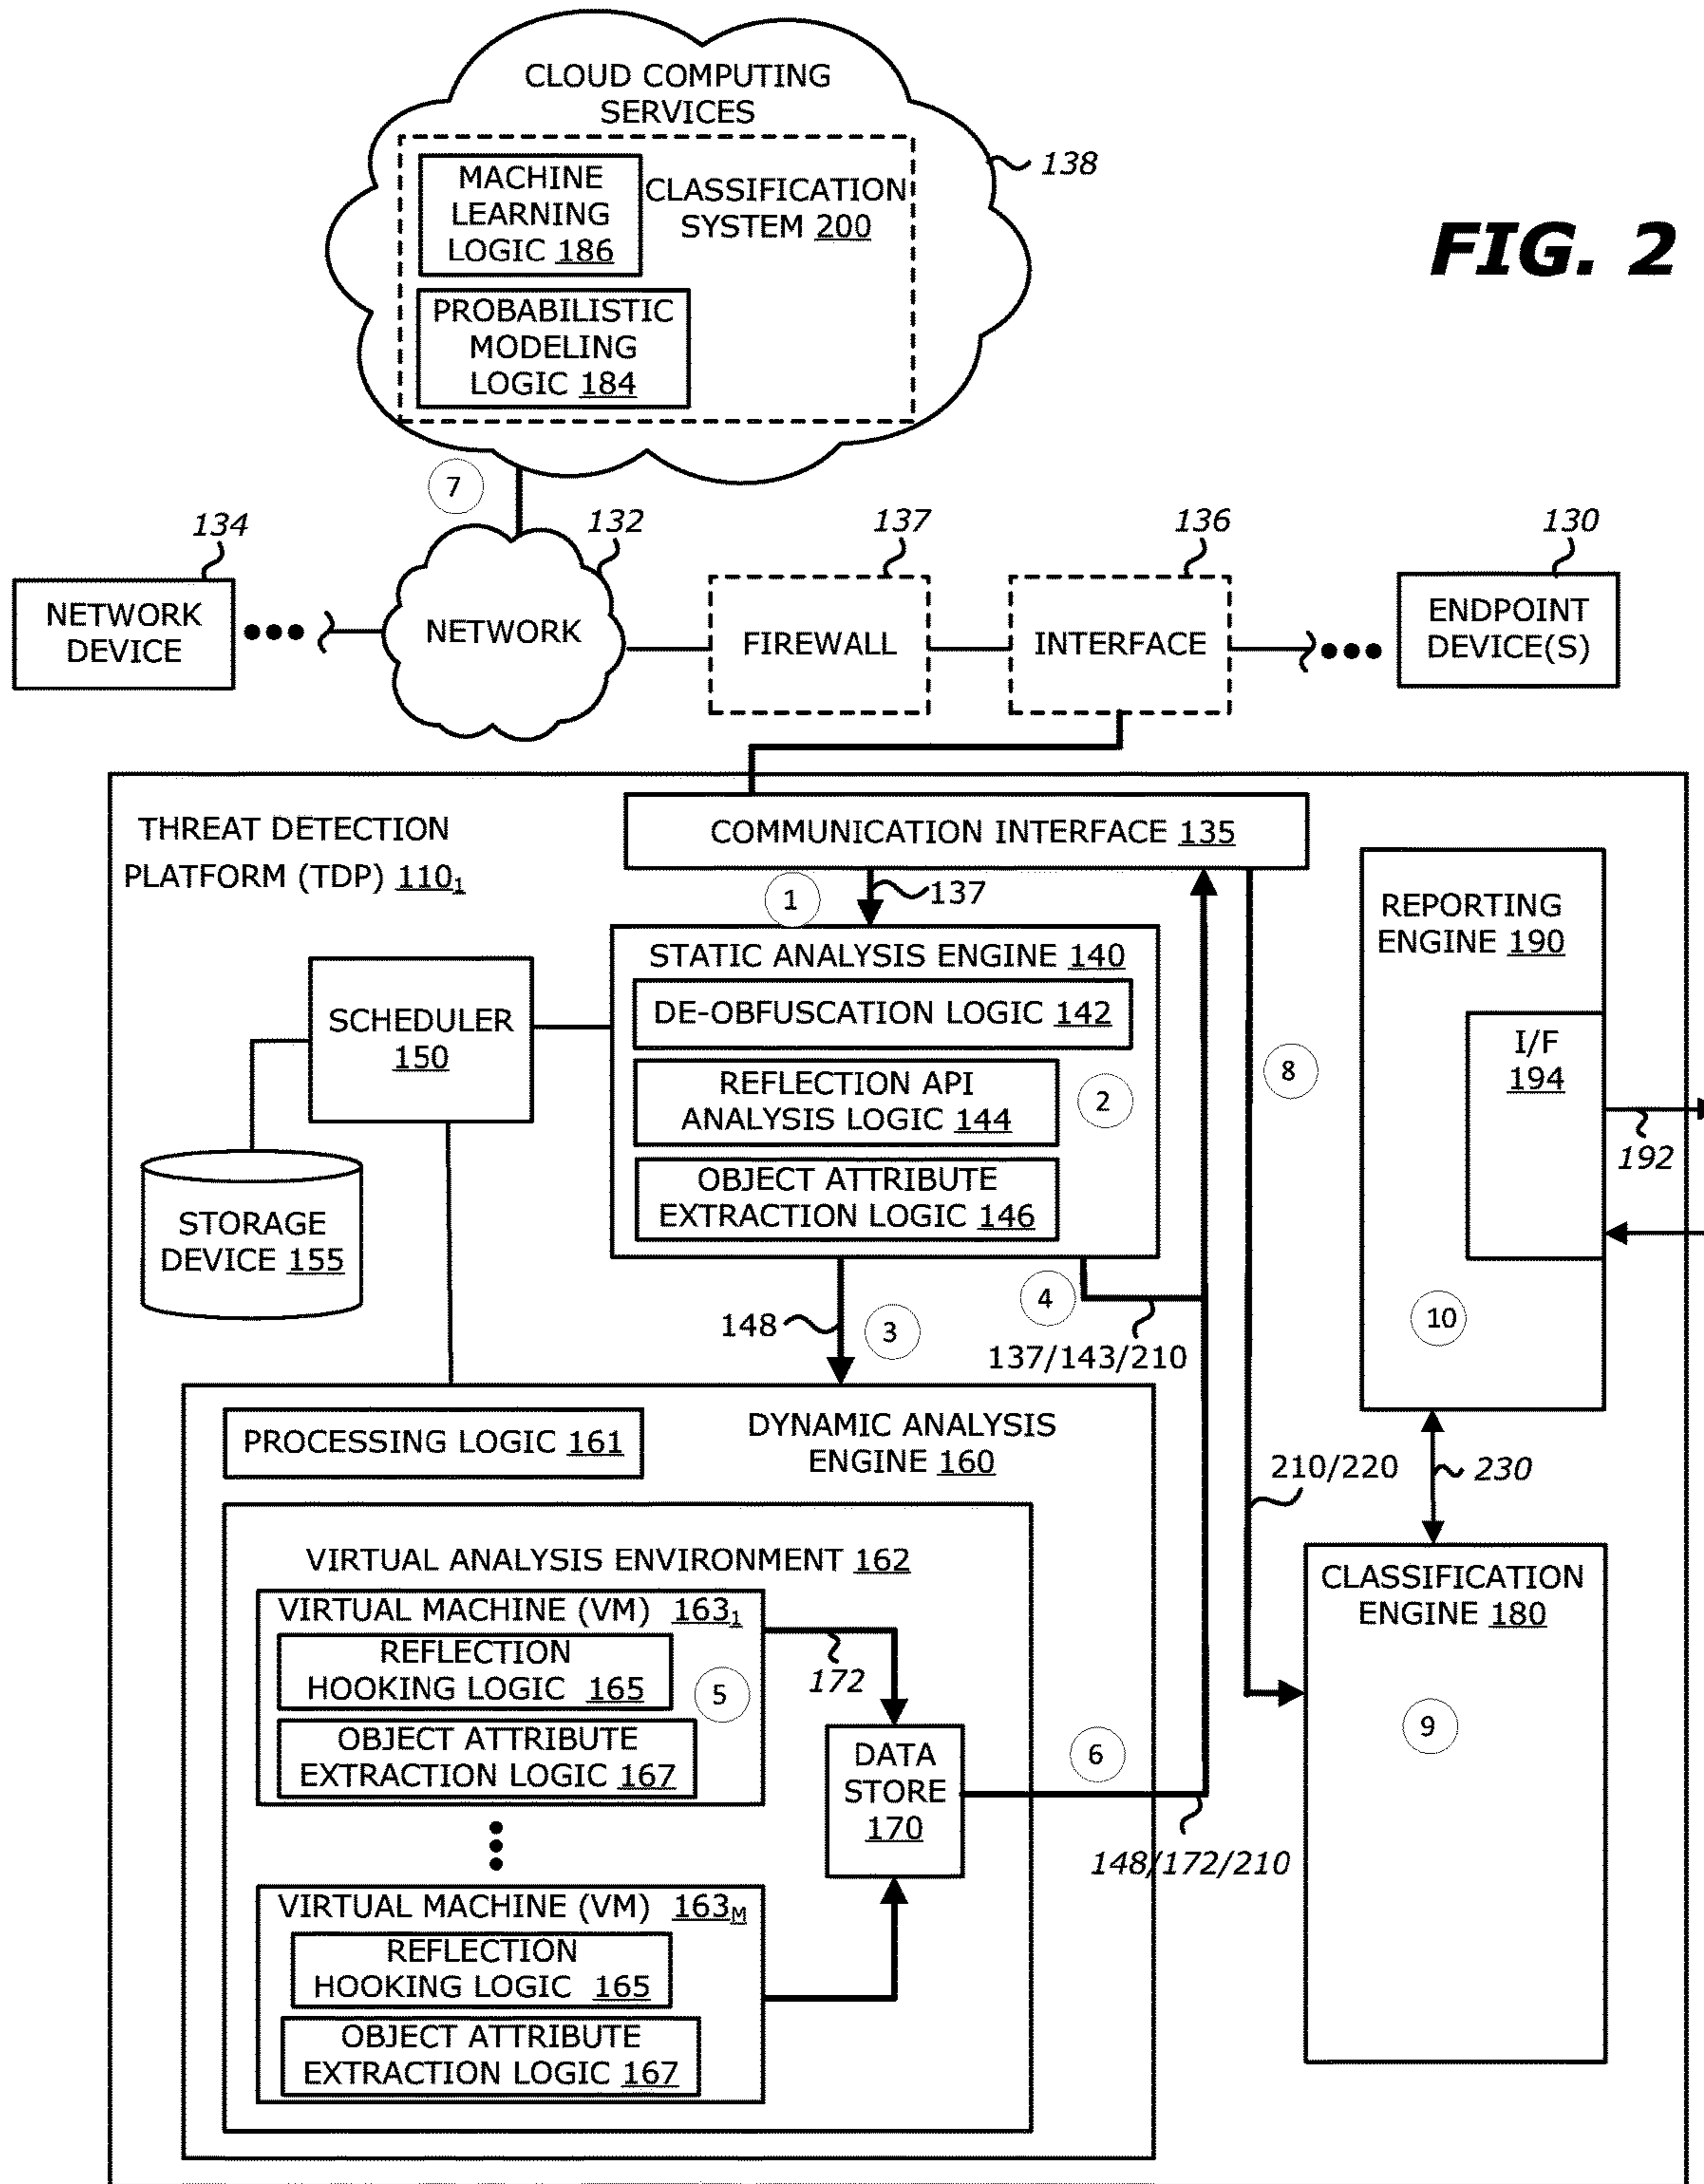 CLOUD COMPUTING
SERVICES
MACHINE
LEARNING
LOGIC 186
CLASSIFICATION
SYSTEM 200
138
PROBABILISTIC
MODELING
LOGIC 184
FIG. 2
7
134
132
137
136
130
NETWORK
DEVICE
NETWORK
FIREWALL
INTERFACE
ENDPOINT
DEVICE(S)
THREAT DETECTION
PLATFORM (TDP) 110₁
COMMUNICATION INTERFACE 135
1
137
STATIC ANALYSIS ENGINE 140
DE-OBFUSCATION LOGIC 142
REFLECTION API
ANALYSIS LOGIC 144
2
OBJECT ATTRIBUTE
EXTRACTION LOGIC 146
SCHEDULER
150
STORAGE
DEVICE 155
8
REPORTING
ENGINE 190
I/F
194
192
10
148
3
4
137/143/210
PROCESSING LOGIC 161
DYNAMIC ANALYSIS
ENGINE 160
210/220
230
VIRTUAL ANALYSIS ENVIRONMENT 162
VIRTUAL MACHINE (VM) 163₁
REFLECTION
HOOKING LOGIC 165
5
OBJECT ATTRIBUTE
EXTRACTION LOGIC 167
172
DATA
STORE
170
6
148/172/210
CLASSIFICATION
ENGINE 180
9
VIRTUAL MACHINE (VM) 163M
REFLECTION
HOOKING LOGIC 165
OBJECT ATTRIBUTE
EXTRACTION LOGIC 167